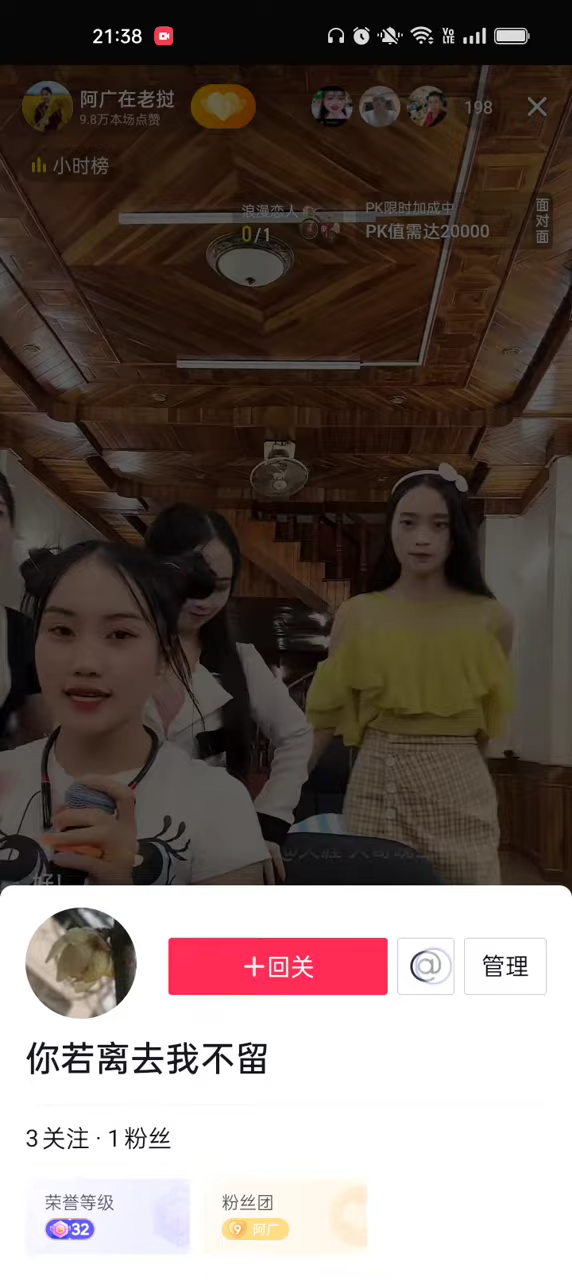 21:38
Vo LTE
阿广在老挝
9.8万本场点赞
198
小时榜
浪漫恋人
0/1
PK限时加成中
PK值需达20000
面对面
好!
+回关
@
管理
你若离去我不留
3关注 · 1粉丝
荣誉等级
32
粉丝团
9 阿广